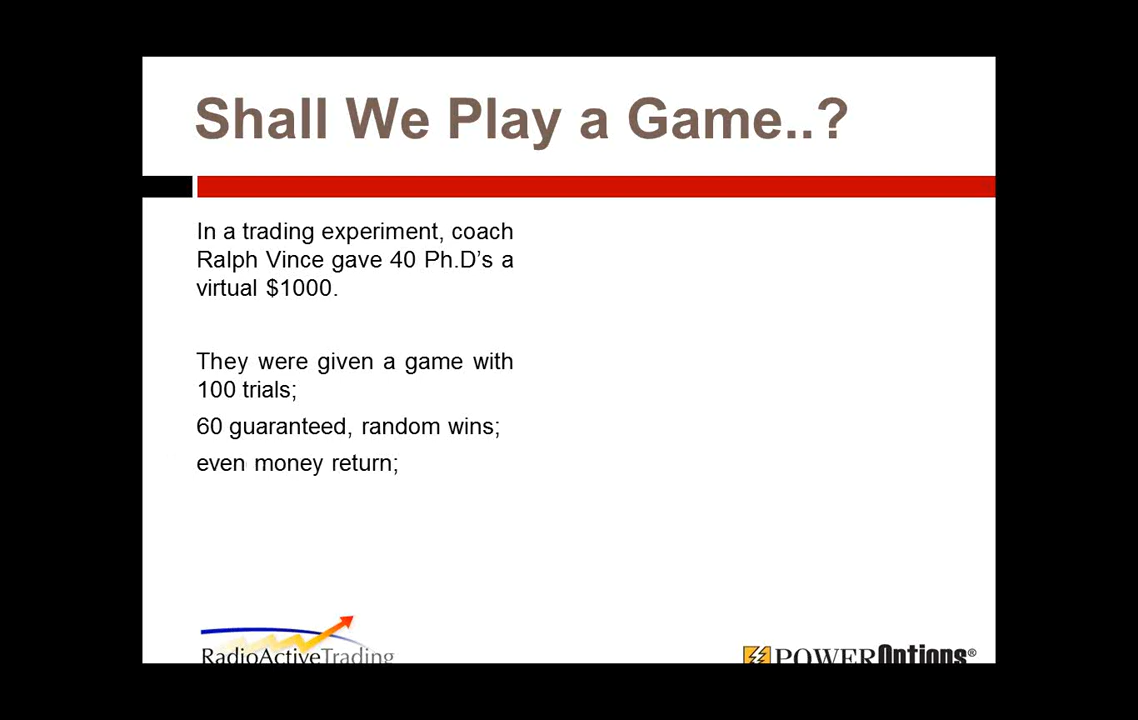 Shall We Play a Game..?
In a trading experiment, coach
Ralph Vince gave 40 Ph.D’s a
virtual $1000.
They were given a game with
100 trials;
60 guaranteed, random wins;
even money return;
RadioActiveTrading
POWEROptions®